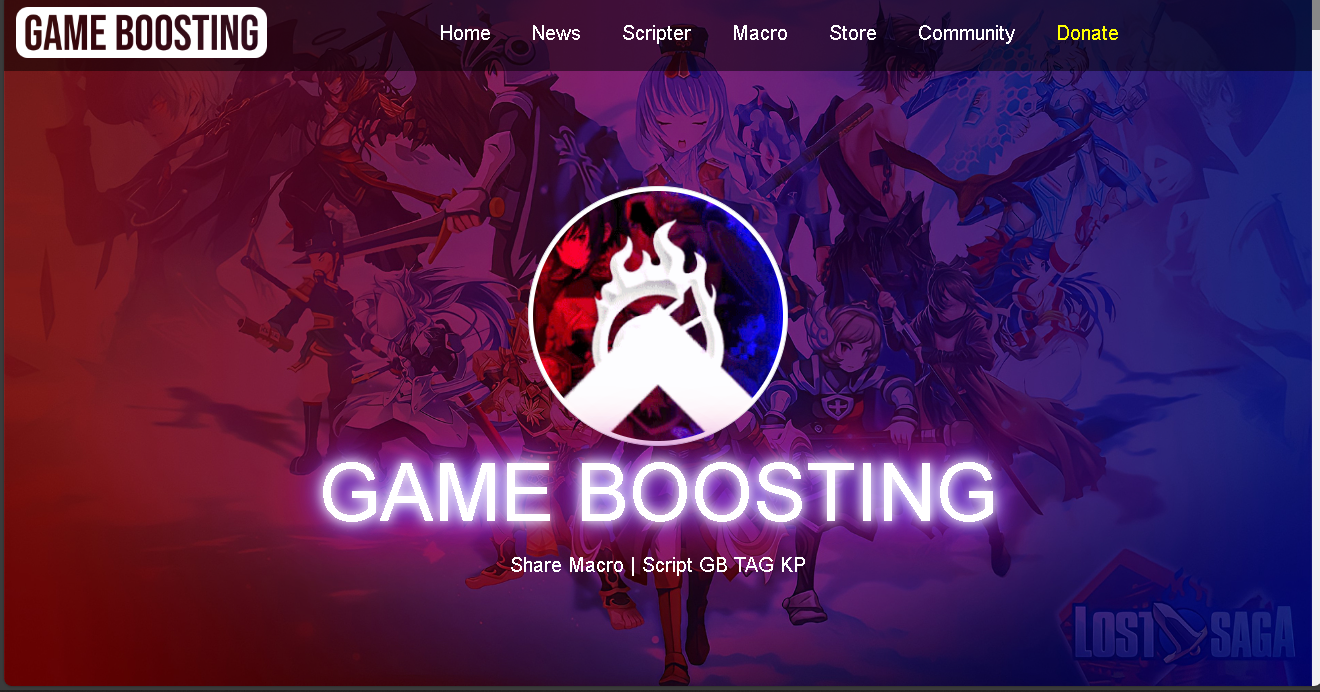 GAME BOOSTING
Home News Scripter Macro Store Community Donate
GAME BOOSTING
Share Macro | Script GB TAG KP
LOST SAGA